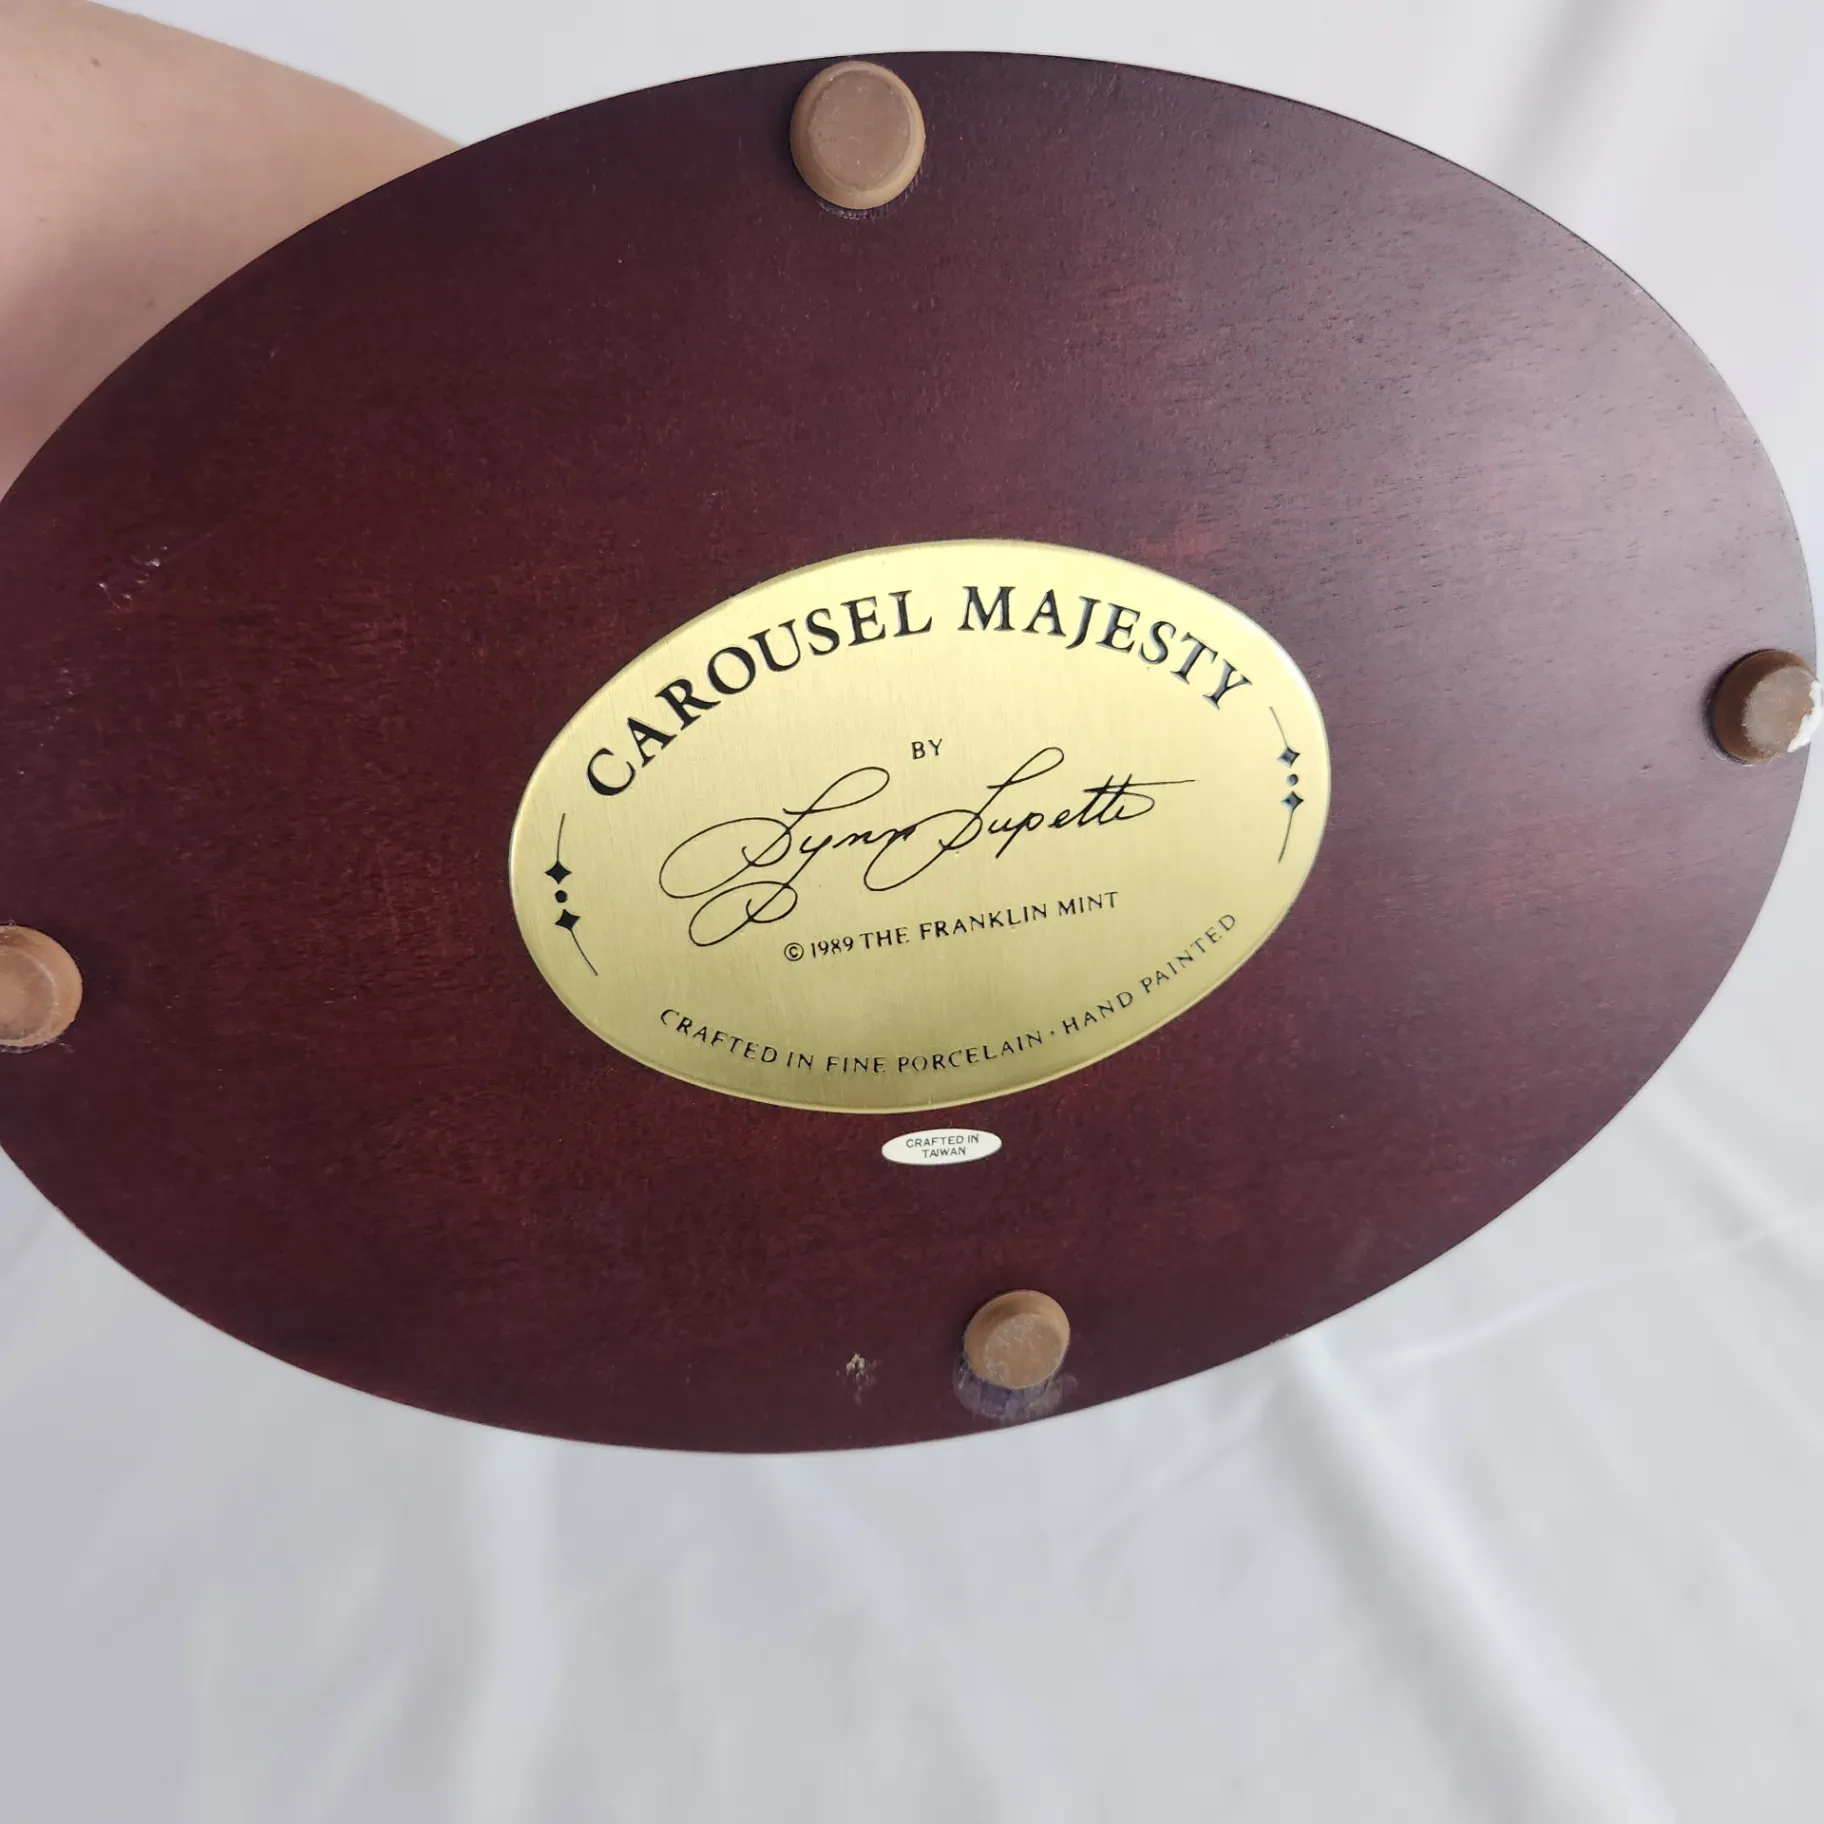 CAROUSEL MAJESTY
BY
Lynn Lupetti
© 1989 THE FRANKLIN MINT
CRAFTED IN FINE PORCELAIN · HAND PAINTED
CRAFTED IN
TAIWAN